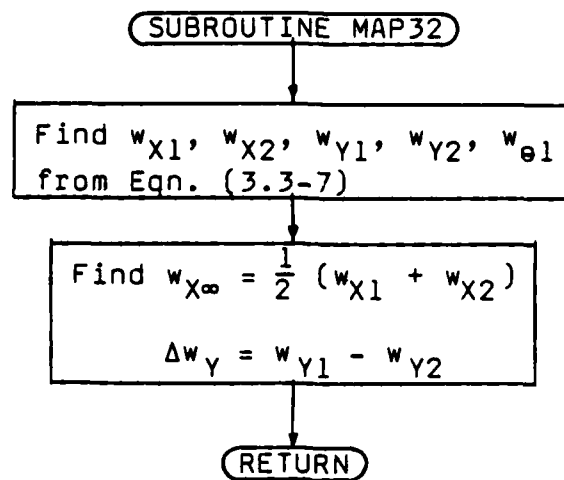 SUBROUTINE MAP32
Find w_X1, w_X2, w_Y1, w_Y2, w_θ1
from Eqn. (3.3-7)
Find w_X∞ = 1/2 (w_X1 + w_X2)
Δw_Y = w_Y1 - w_Y2
RETURN